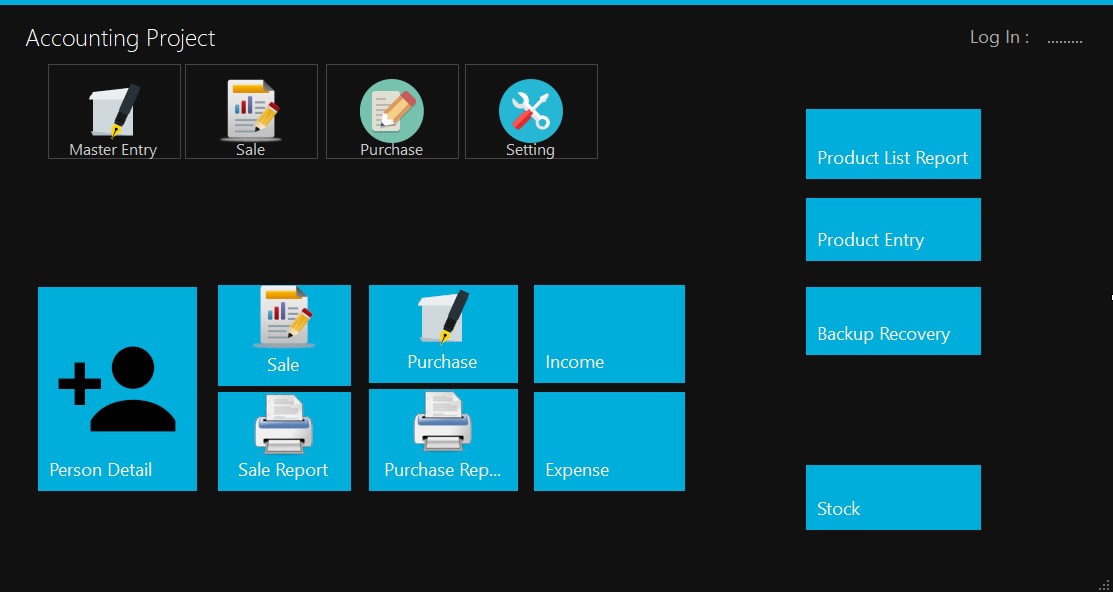 Accounting Project
Log In : .........
Master Entry
Sale
Purchase
Setting
Product List Report
Product Entry
Backup Recovery
Sale
Purchase
Income
Person Detail
Sale Report
Purchase Rep...
Expense
Stock